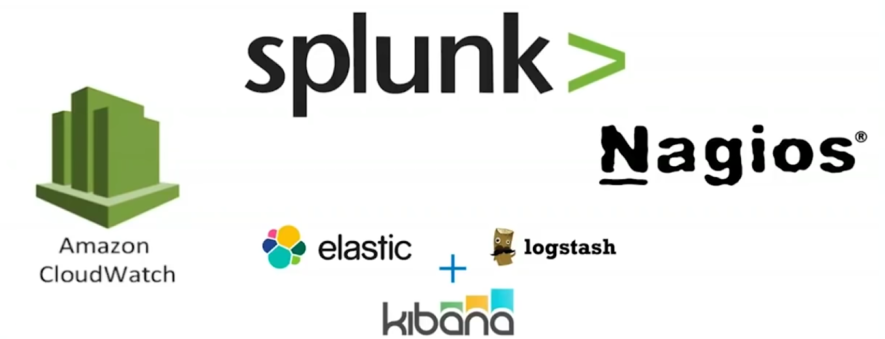 splunk>
Nagios®
Amazon
CloudWatch
elastic
+
logstash
kibana